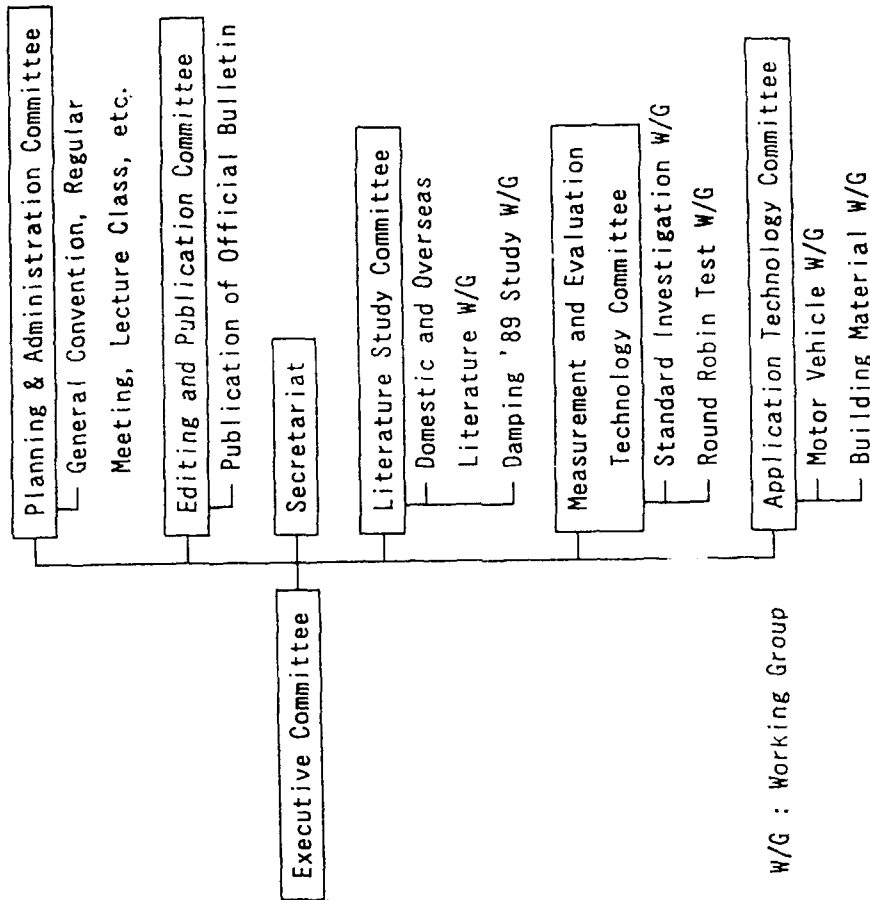 Executive Committee
Planning & Administration Committee
General Convention, Regular
Meeting, Lecture Class, etc.
Editing and Publication Committee
Publication of Official Bulletin
Secretariat
Literature Study Committee
Domestic and Overseas
Literature W/G
Damping '89 Study W/G
Measurement and Evaluation
Technology Committee
Standard Investigation W/G
Round Robin Test W/G
Application Technology Committee
Motor Vehicle W/G
Building Material W/G
W/G : Working Group